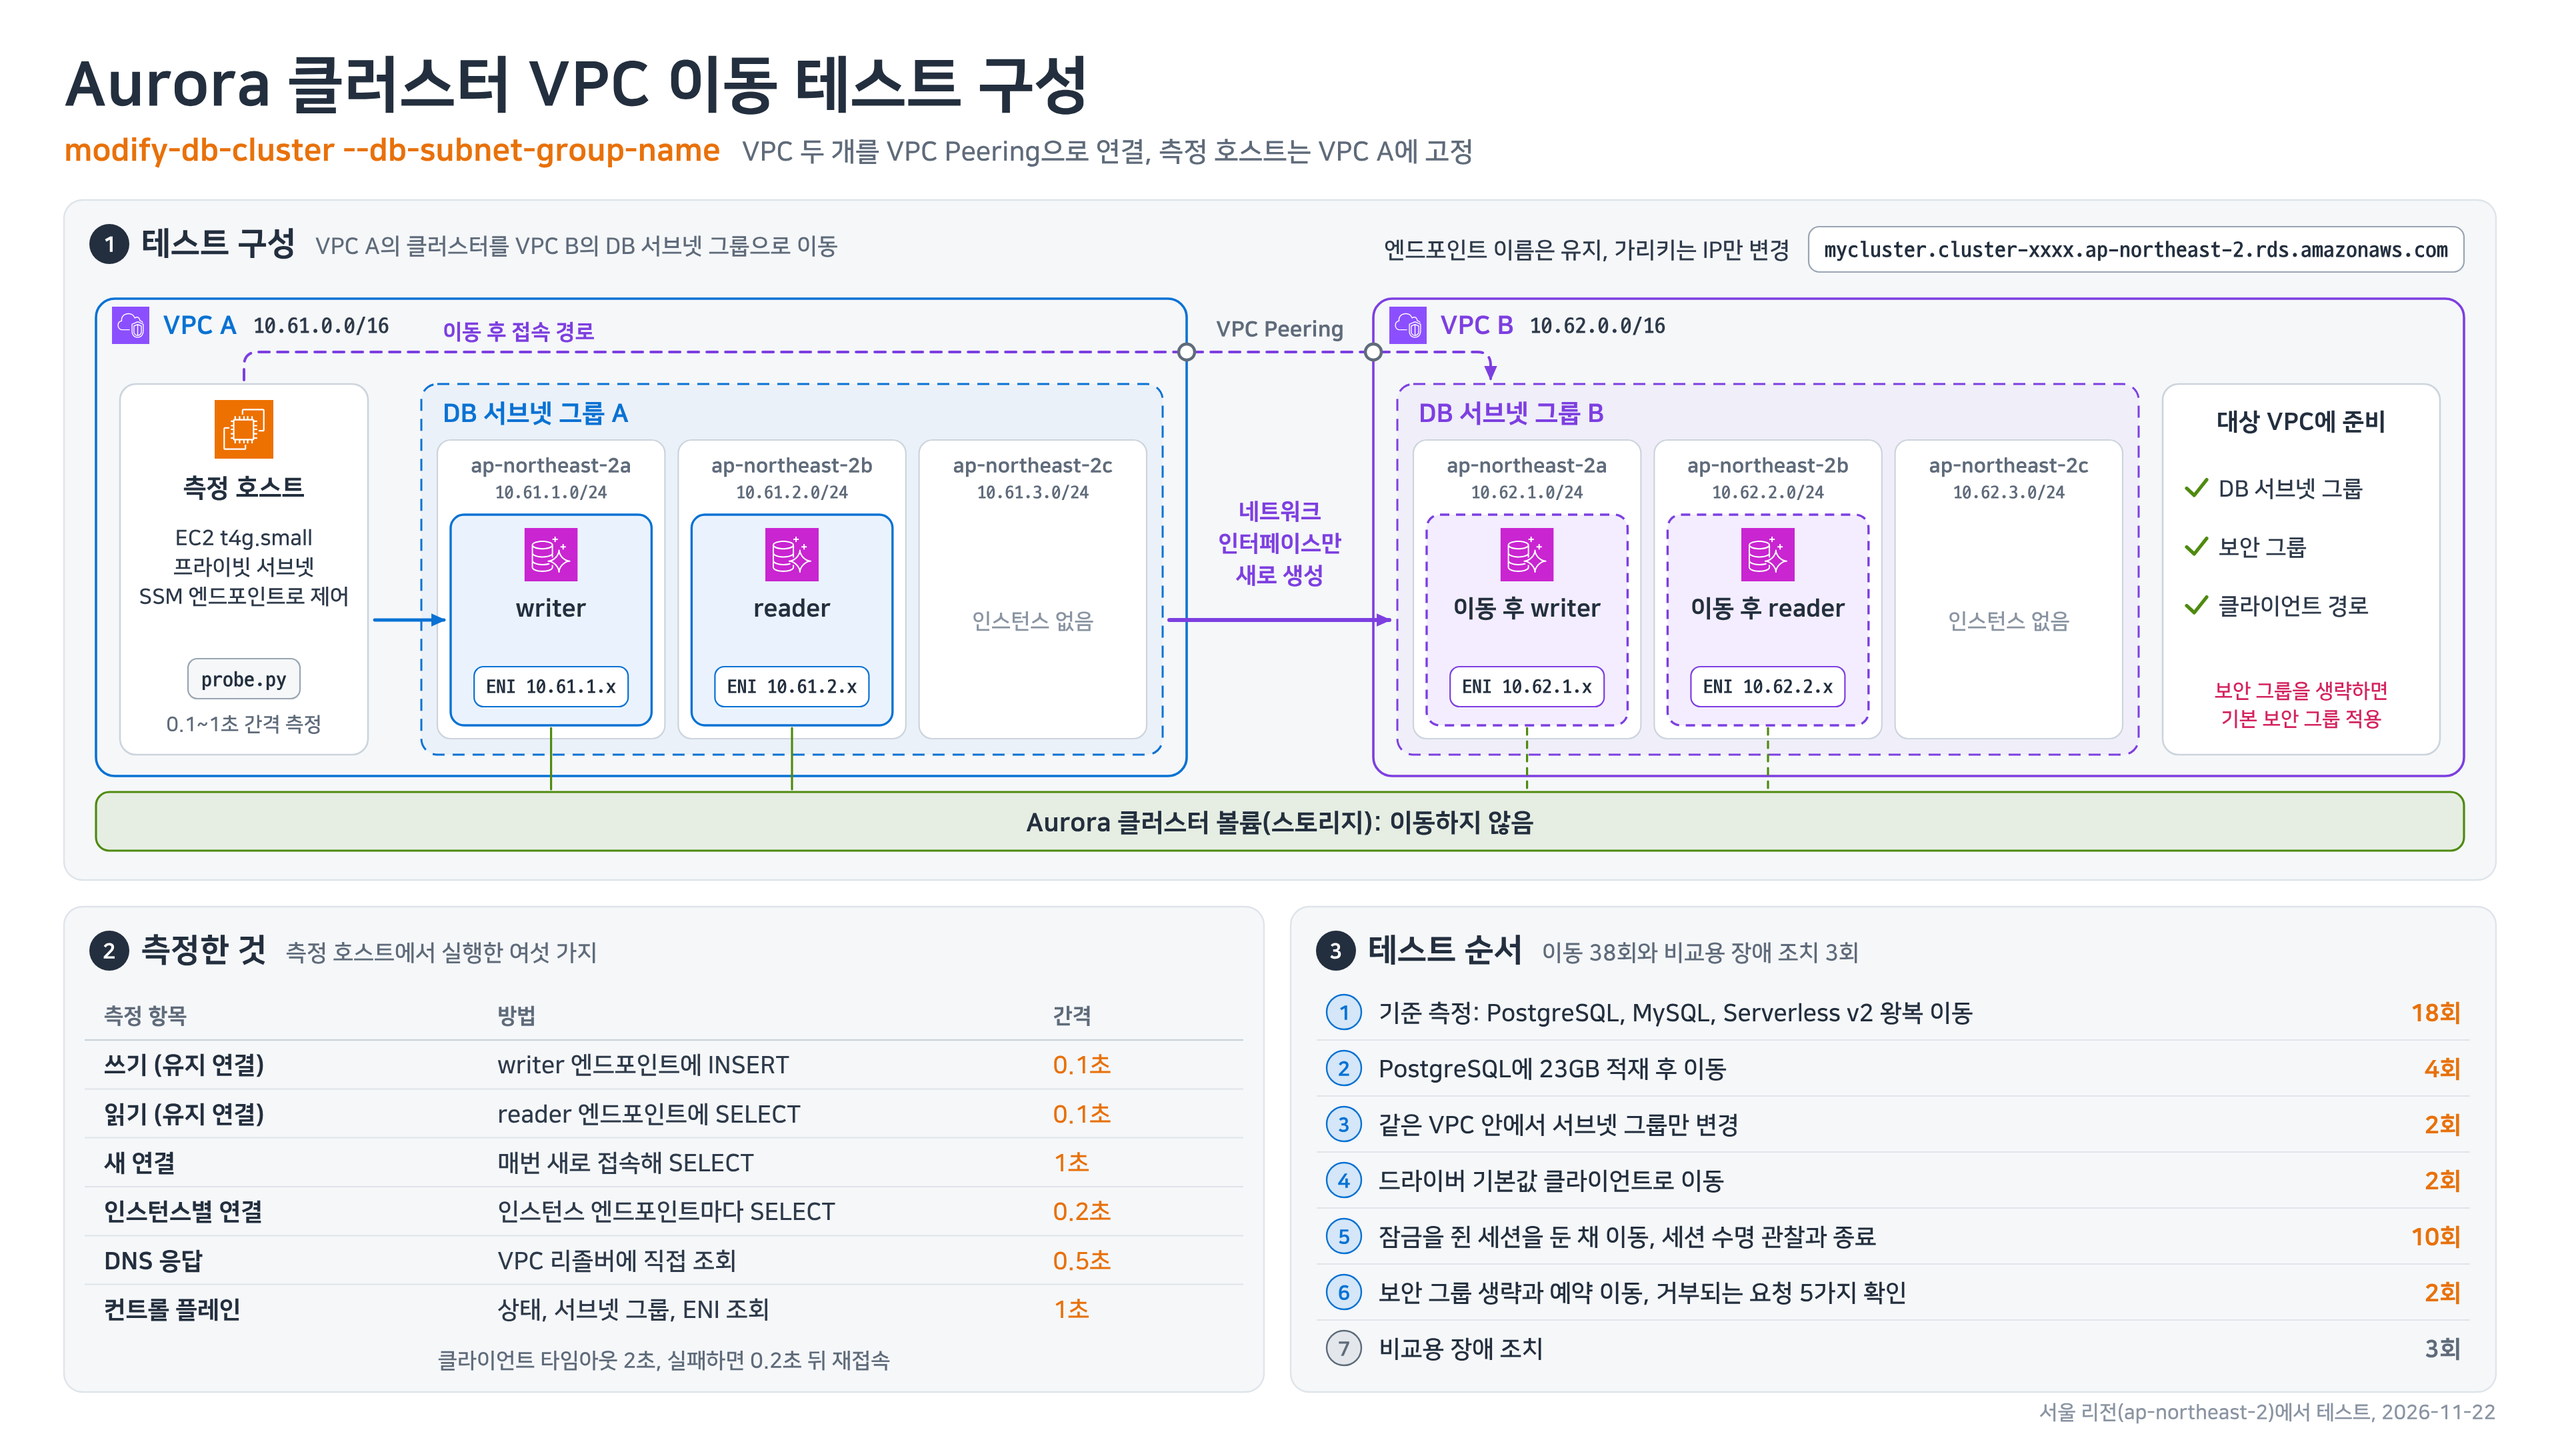 Aurora 클러스터 VPC 이동 테스트 구성
modify-db-cluster --db-subnet-group-name VPC 두 개를 VPC Peering으로 연결, 측정 호스트는 VPC A에 고정
1 테스트 구성 VPC A의 클러스터를 VPC B의 DB 서브넷 그룹으로 이동
엔드포인트 이름은 유지, 가리키는 IP만 변경 mycluster.cluster-xxxx.ap-northeast-2.rds.amazonaws.com
VPC A 10.61.0.0/16
이동 후 접속 경로
VPC Peering
VPC B 10.62.0.0/16
측정 호스트
EC2 t4g.small
프라이빗 서브넷
SSM 엔드포인트로 제어
probe.py
0.1~1초 간격 측정
DB 서브넷 그룹 A
ap-northeast-2a
10.61.1.0/24
writer
ENI 10.61.1.x
ap-northeast-2b
10.61.2.0/24
reader
ENI 10.61.2.x
ap-northeast-2c
10.61.3.0/24
인스턴스 없음
네트워크
인터페이스만
새로 생성
DB 서브넷 그룹 B
ap-northeast-2a
10.62.1.0/24
이동 후 writer
ENI 10.62.1.x
ap-northeast-2b
10.62.2.0/24
이동 후 reader
ENI 10.62.2.x
ap-northeast-2c
10.62.3.0/24
인스턴스 없음
대상 VPC에 준비
DB 서브넷 그룹
보안 그룹
클라이언트 경로
보안 그룹을 생략하면
기본 보안 그룹 적용
Aurora 클러스터 볼륨(스토리지): 이동하지 않음
2 측정한 것 측정 호스트에서 실행한 여섯 가지
측정 항목 방법 간격
쓰기 (유지 연결) writer 엔드포인트에 INSERT 0.1초
읽기 (유지 연결) reader 엔드포인트에 SELECT 0.1초
새 연결 매번 새로 접속해 SELECT 1초
인스턴스별 연결 인스턴스 엔드포인트마다 SELECT 0.2초
DNS 응답 VPC 리졸버에 직접 조회 0.5초
컨트롤 플레인 상태, 서브넷 그룹, ENI 조회 1초
클라이언트 타임아웃 2초, 실패하면 0.2초 뒤 재접속
3 테스트 순서 이동 38회와 비교용 장애 조치 3회
1 기준 측정: PostgreSQL, MySQL, Serverless v2 왕복 이동 18회
2 PostgreSQL에 23GB 적재 후 이동 4회
3 같은 VPC 안에서 서브넷 그룹만 변경 2회
4 드라이버 기본값 클라이언트로 이동 2회
5 잠금을 쥔 세션을 둔 채 이동, 세션 수명 관찰과 종료 10회
6 보안 그룹 생략과 예약 이동, 거부되는 요청 5가지 확인 2회
7 비교용 장애 조치 3회
서울 리전(ap-northeast-2)에서 테스트, 2026-11-22